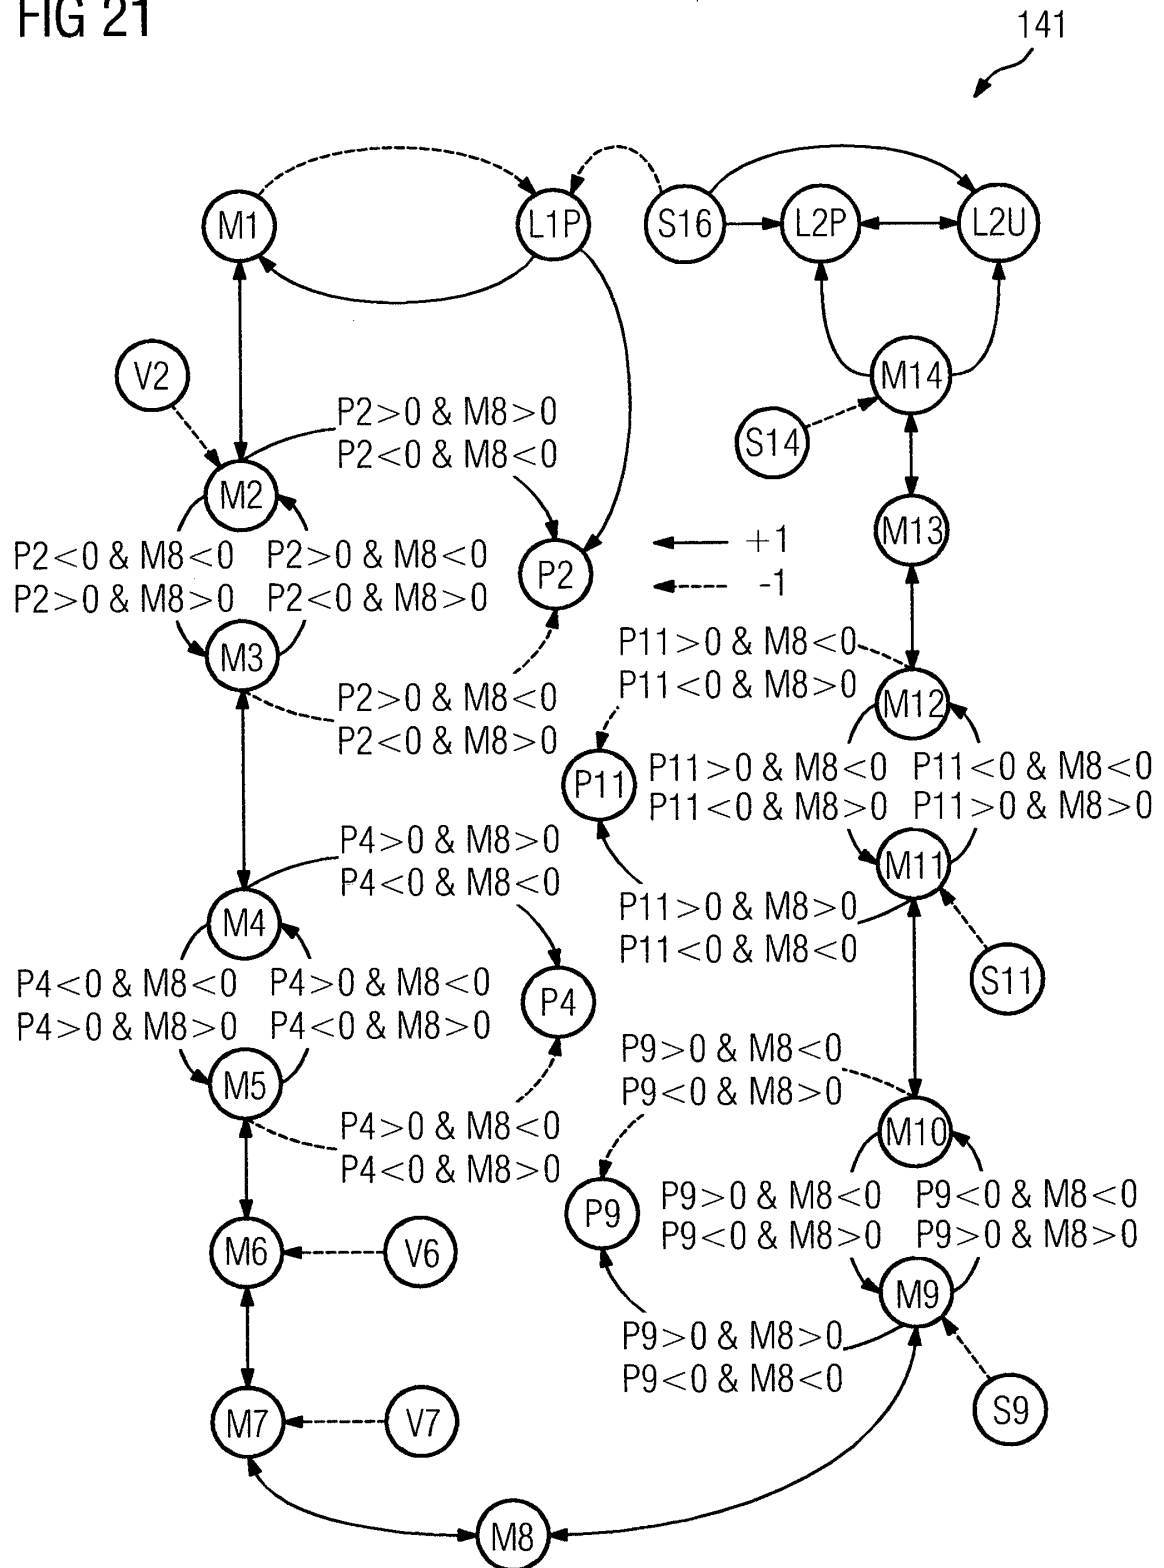 FIG 21
141
M1
L1P
S16
L2P
L2U
V2
M14
P2>0 & M8>0
P2<0 & M8<0
S14
M2
M13
P2<0 & M8<0
P2>0 & M8>0
P2>0 & M8<0
P2<0 & M8>0
P2
+1
-1
M3
P2>0 & M8<0
P2<0 & M8>0
P11>0 & M8<0
P11<0 & M8>0
M12
P11
P11>0 & M8<0
P11<0 & M8>0
P11<0 & M8<0
P11>0 & M8>0
P4>0 & M8>0
P4<0 & M8<0
M11
P11>0 & M8>0
P11<0 & M8<0
M4
S11
P4<0 & M8<0
P4>0 & M8>0
P4>0 & M8<0
P4<0 & M8>0
P4
M5
P9>0 & M8<0
P9<0 & M8>0
P4>0 & M8<0
P4<0 & M8>0
M10
P9
P9>0 & M8<0
P9<0 & M8>0
P9<0 & M8<0
P9>0 & M8>0
M6
V6
M9
P9>0 & M8>0
P9<0 & M8<0
M7
V7
S9
M8